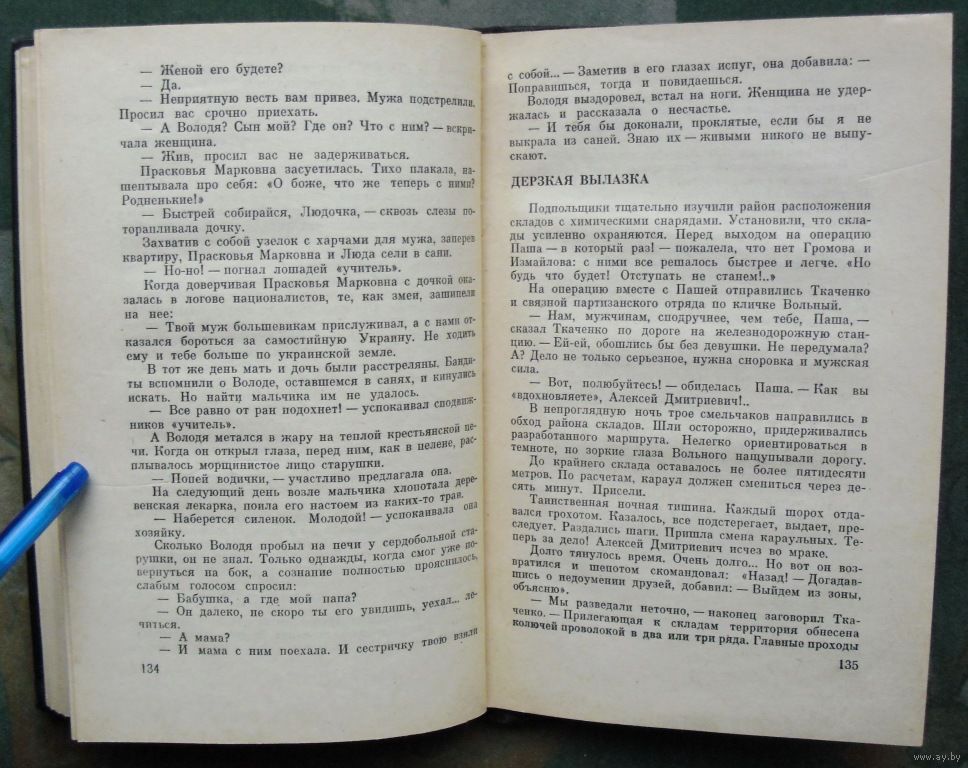 — Женой его будете?
— Да.
— Неприятную весть вам привез. Мужа подстрелили.
Просил вас срочно приехать.
— А Володя? Сын мой? Где он? Что с ним? — вскри-
чала женщина.
— Жив, просил вас не задерживаться.
Прасковья Марковна засуетилась. Тихо плакала, на-
шептывала про себя: «О боже, что же теперь с ними?
Родненькие!»
— Быстрей собирайся, Людочка, — сквозь слезы по-
торапливала дочку.
Захватив с собой узелок с харчами для мужа, заперев
квартиру, Прасковья Марковна и Люда сели в сани.
— Но-но! — погнал лошадей «учитель».
Когда доверчивая Прасковья Марковна с дочкой ока-
залась в логове националистов, те, как змеи, зашипели
на нее:
— Твой муж большевикам прислуживал, а с нами от-
казался бороться за самостийную Украину. Не ходить
ему и тебе больше по украинской земле.
В тот же день мать и дочь были расстреляны. Банди-
ты вспомнили о Володе, оставшемся в санях, и кинулись
искать. Но найти мальчика им не удалось.
— Все равно от ран подохнет! — успокаивал сподвиж-
ников «учитель».
А Володя метался в жару на теплой крестьянской пе-
чи. Когда он открыл глаза, перед ним, как в пелене, рас-
плывалось морщинистое лицо старушки.
— Попей водички, — участливо предлагала она.
На следующий день возле мальчика хлопотала дере-
венская лекарка, поила его настоем из каких-то трав.
— Наберется силенок. Молодой! — успокаивала она
хозяйку.
Сколько Володя пробыл на печи у сердобольной ста-
рушки, он не знал. Только однажды, когда смог уже по-
вернуться на бок, а сознание полностью прояснилось,
слабым голосом спросил:
— Бабушка, а где мой папа?
— Он далеко, не скоро ты его увидишь, уехал... ле-
читься.
— А мама?
— И мама с ним поехала. И сестричку твою взяли
134
с собой... — Заметив в его глазах испуг, она добавила: —
Поправишься, тогда и повидаешься.
Володя выздоровел, встал на ноги. Женщина не удер-
жалась и рассказала о несчастье.
— И тебя бы доконали, проклятые, если бы я не
выкрала из саней. Знаю их — живыми никого не выпу-
скают.
ДЕРЗКАЯ ВЫЛАЗКА
Подпольщики тщательно изучили район расположения
складов с химическими снарядами. Установили, что скла-
ды усиленно охраняются. Перед выходом на операцию
Паша — в который раз! — пожалела, что нет Громова и
Измайлова: с ними все решалось быстрее и легче. «Но
будь что будет! Отступать не станем!..»
На операцию вместе с Пашей отправились Ткаченко
и связной партизанского отряда по кличке Вольный.
— Нам, мужчинам, сподручнее, чем тебе, Паша, —
сказал Ткаченко по дороге на железнодорожную стан-
цию. — Ей-ей, обошлись бы без девушки. Не передумала?
А? Дело не только серьезное, нужна сноровка и мужская
сила.
— Вот, полюбуйтесь! — обиделась Паша. — Как вы
«вдохновляете», Алексей Дмитриевич!..
В непроглядную ночь трое смельчаков направились в
обход района складов. Шли осторожно, придерживались
разработанного маршрута. Нелегко ориентироваться в
темноте, но зоркие глаза Вольного нащупывали дорогу.
До крайнего склада оставалось не более пятидесяти
метров. По расчетам, караул должен смениться через де-
сять минут. Присели.
Таинственная ночная тишина. Каждый шорох отда-
вался грохотом. Казалось, все подстерегает, выдает, пре-
следует. Раздались шаги. Пришла смена караульных. Те-
перь за дело! Алексей Дмитриевич исчез во мраке.
Долго тянулось время. Очень долго... Но вот он воз-
вратился и шепотом скомандовал: «Назад! — Догадав-
шись о недоумении друзей, добавил: — Выйдем из зоны,
объясню».
— Мы разведали неточно, — наконец заговорил Тка-
ченко. — Прилегающая к складам территория обнесена
колючей проволокой в два или три ряда. Главные проходы
135
www.ay.by